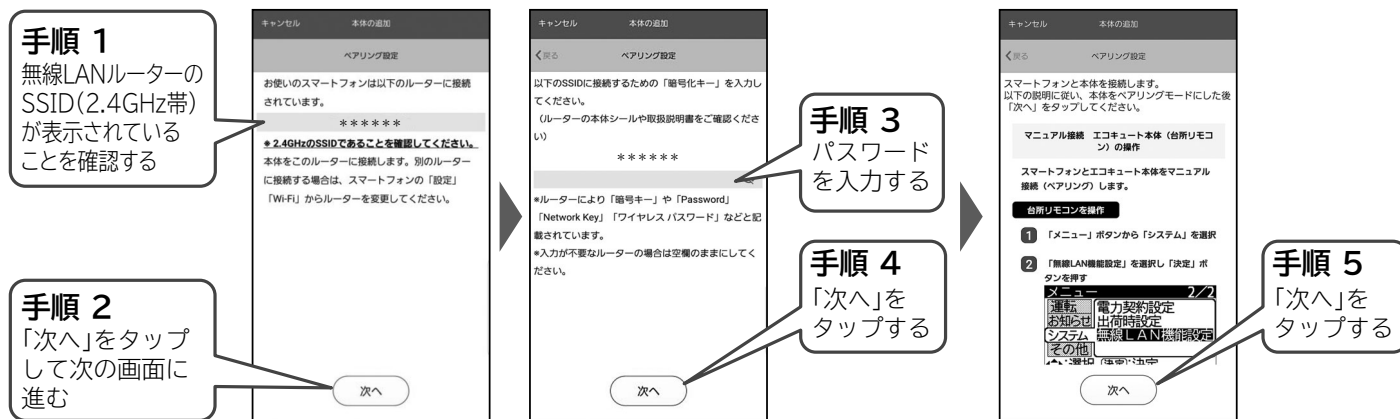 手順 1
無線LANルーターの
SSID(2.4GHz帯)
が表示されている
ことを確認する
手順 2
「次へ」をタップ
して次の画面に
進む
キャンセル 本体の追加
ペアリング設定
お使いのスマートフォンは以下のルーターに接続
されています。
******
* 2.4GHzのSSIDであることを確認してください。
本体をこのルーターに接続します。別のルーター
に接続する場合は、スマートフォンの「設定」
「Wi-Fi」からルーターを変更してください。
次へ
キャンセル 本体の追加
戻る ペアリング設定
以下のSSIDに接続するための「暗号化キー」を入力し
てください。
(ルーターの本体シールや取扱説明書をご確認くださ
い)
******
*ルーターにより「暗号キー」や「Password」
「Network Key」「ワイヤレス パスワード」などと記
載されています。
*入力が不要なルーターの場合は空欄のままにしてく
ださい。
次へ
手順 3
パスワード
を入力する
手順 4
「次へ」を
タップする
キャンセル 本体の追加
戻る ペアリング設定
スマートフォンと本体を接続します。
以下の説明に従い、本体をペアリングモードにした後
「次へ」をタップしてください。
マニュアル接続 エコキュート本体(台所リモコ
ン)の操作
スマートフォンとエコキュート本体をマニュアル
接続(ペアリング)します。
台所リモコンを操作
1 「メニュー」ボタンから「システム」を選択
2 「無線LAN機能設定」を選択し「決定」ボ
タンを押す
メニュー 2/2
運転 電力契約設定
お知らせ 出荷時設定
システム 無線LAN機能設定
その他
:選択 (決定):決定
次へ
手順 5
「次へ」を
タップする